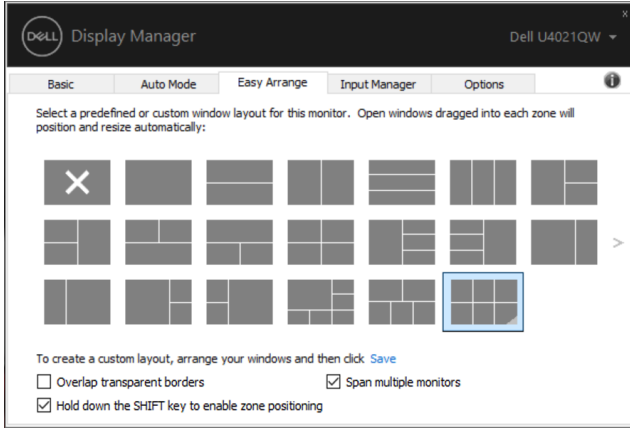 x
DELL Display Manager
Dell U4021QW
Basic Auto Mode Easy Arrange Input Manager Options
Select a predefined or custom window layout for this monitor. Open windows dragged into each zone will
position and resize automatically:
>
To create a custom layout, arrange your windows and then click Save
Overlap transparent borders
Span multiple monitors
Hold down the SHIFT key to enable zone positioning